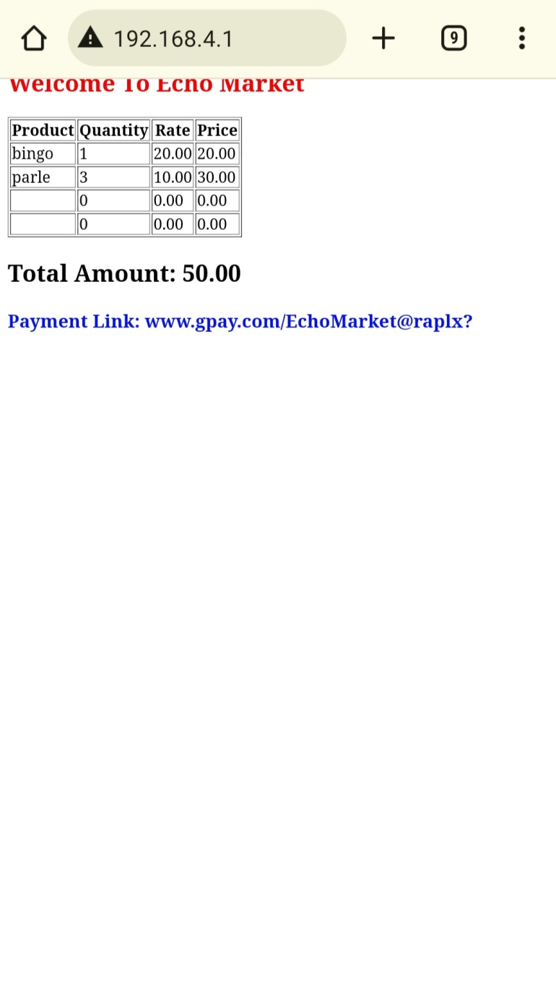 192.168.4.1
9
Welcome To Echo Market
Product Quantity Rate Price
bingo 1 20.00 20.00
parle 3 10.00 30.00
0 0.00 0.00
0 0.00 0.00
Total Amount: 50.00
Payment Link: www.gpay.com/EchoMarket@raplx?